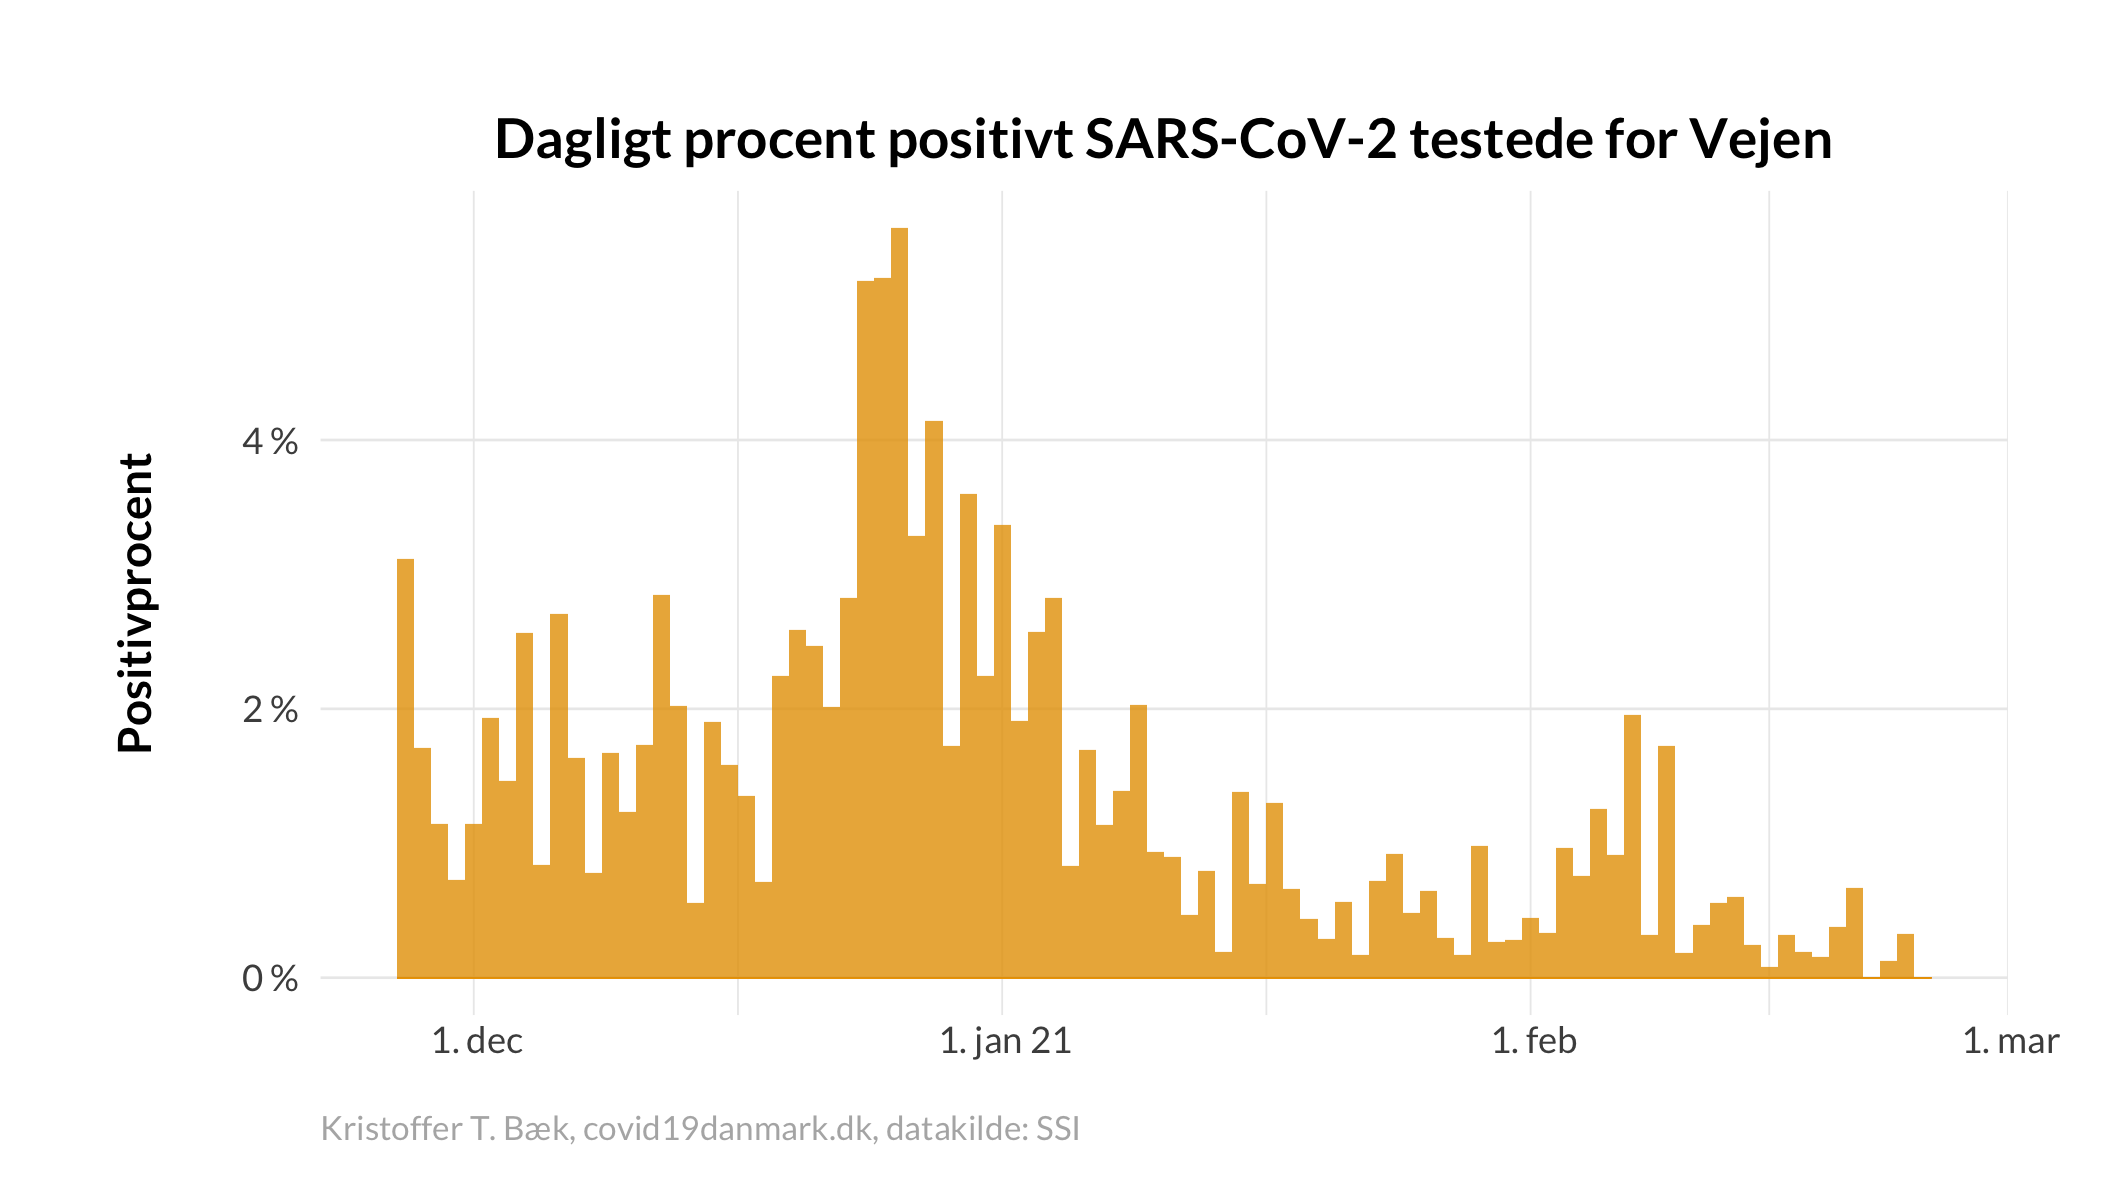 Dagligt procent positivt SARS-CoV-2 testede for Vejen
Positivprocent
4 %
2 %
0 %
1. dec
1. jan 21
1. feb
1. mar
Kristoffer T. Bæk, covid19danmark.dk, datakilde: SSI